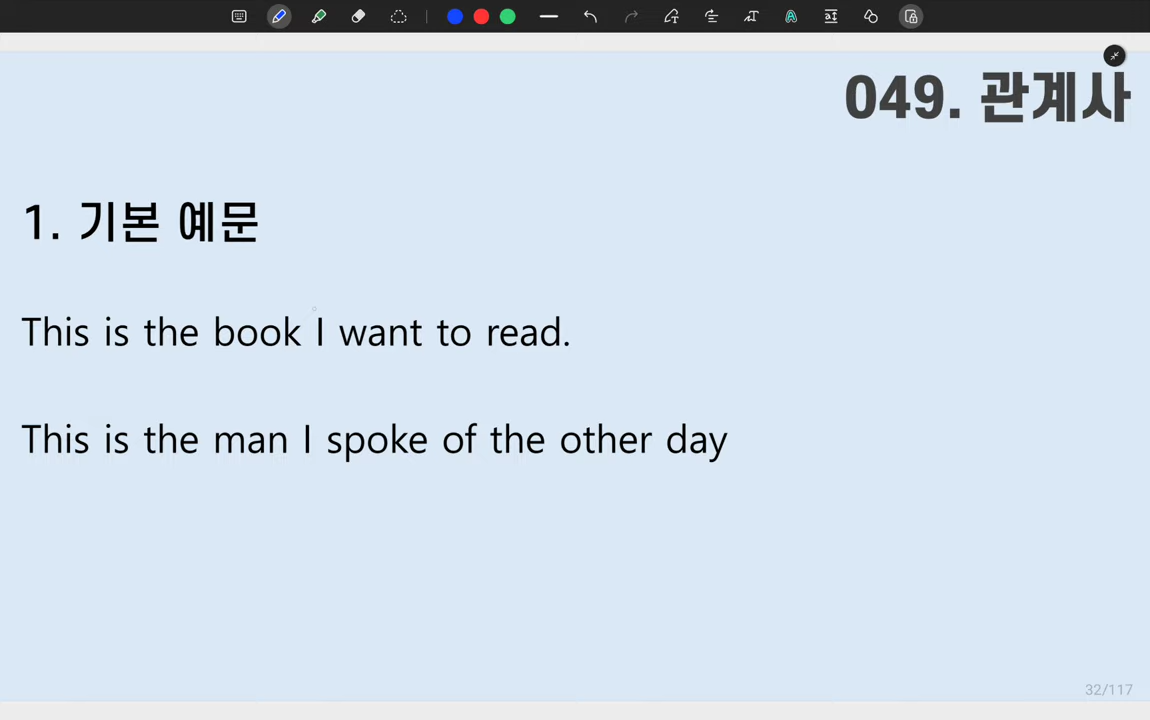 049. 관계사
1. 기본 예문
This is the book I want to read.
This is the man I spoke of the other day
32/117